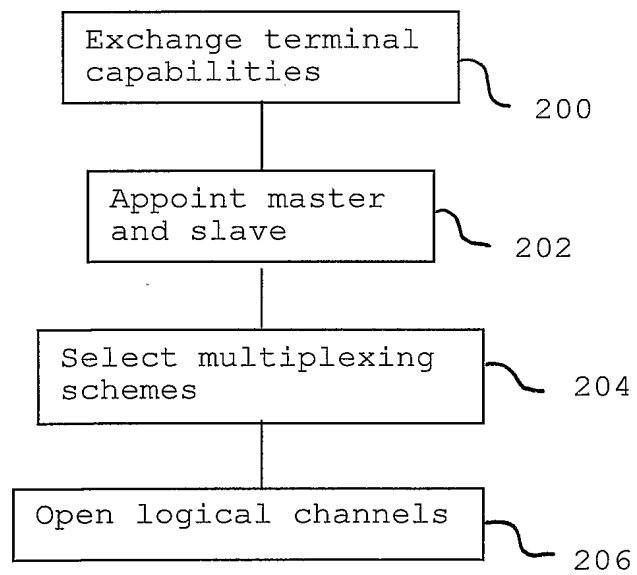 Exchange terminal
capabilities
200
Appoint master
and slave
202
Select multiplexing
schemes
204
Open logical channels
206